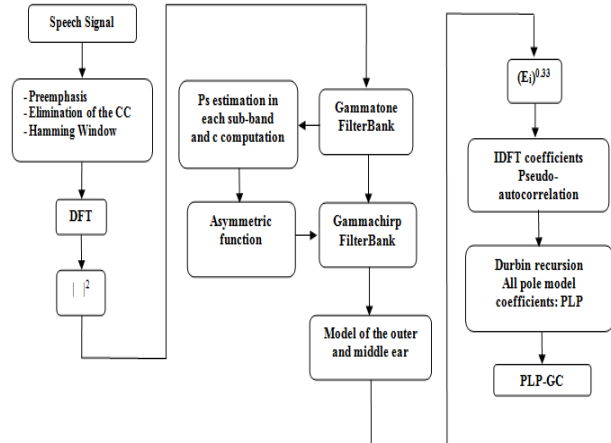 Speech Signal
- Preemphasis
- Elimination of the CC
- Hamming Window
DFT
| |²
Ps estimation in
each sub-band
and c computation
Asymmetric
function
Gammatone
FilterBank
Gammachirp
FilterBank
Model of the outer
and middle ear
(Eᵢ)⁰·³³
IDFT coefficients
Pseudo-
autocorrelation
Durbin recursion
All pole model
coefficients: PLP
PLP-GC